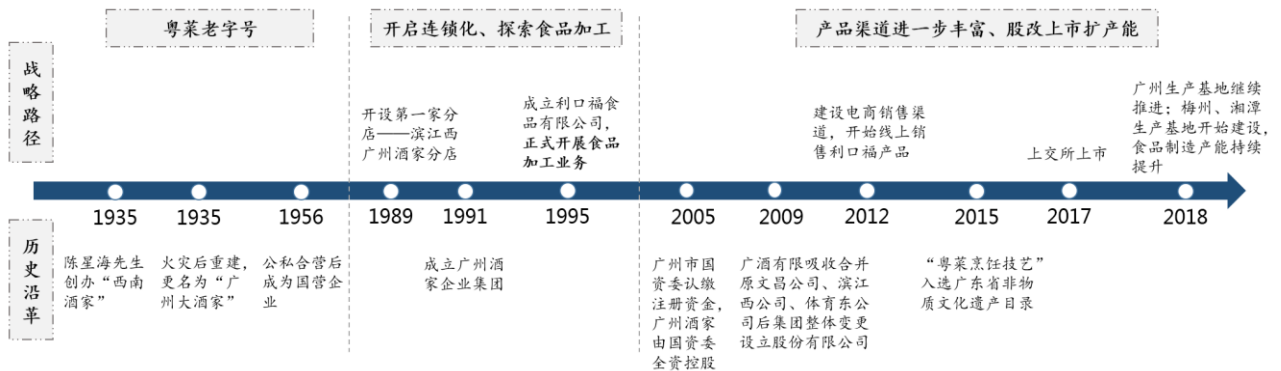 粤菜老字号
开启连锁化、探索食品加工
产品渠道进一步丰富、股改上市扩产能
战略路径
开设第一家分
店——滨江西
广州酒家分店
成立利口福食
品有限公司，
正式开展食品
加工业务
建设电商销售渠
道，开始线上销
售利口福产品
上交所上市
广州生产基地继续
推进；梅州、湘潭
生产基地开始建设，
食品制造产能持续
提升
1935
1935
1956
1989
1991
1995
2005
2009
2012
2015
2017
2018
历史沿革
陈星海先生
创办“西南
酒家”
火灾后重建，
更名为“广
州大酒家”
公私合营后
成为国营企
业
成立广州酒
家企业集团
广州市国
资委认缴
注册资金，
广州酒家
由国资委
全资控股
广酒有限吸收合并
原文昌公司、滨江
西公司、体育东公
司后集团整体变更
设立股份有限公司
“粤菜烹饪技艺”
入选广东省非物
质文化遗产目录